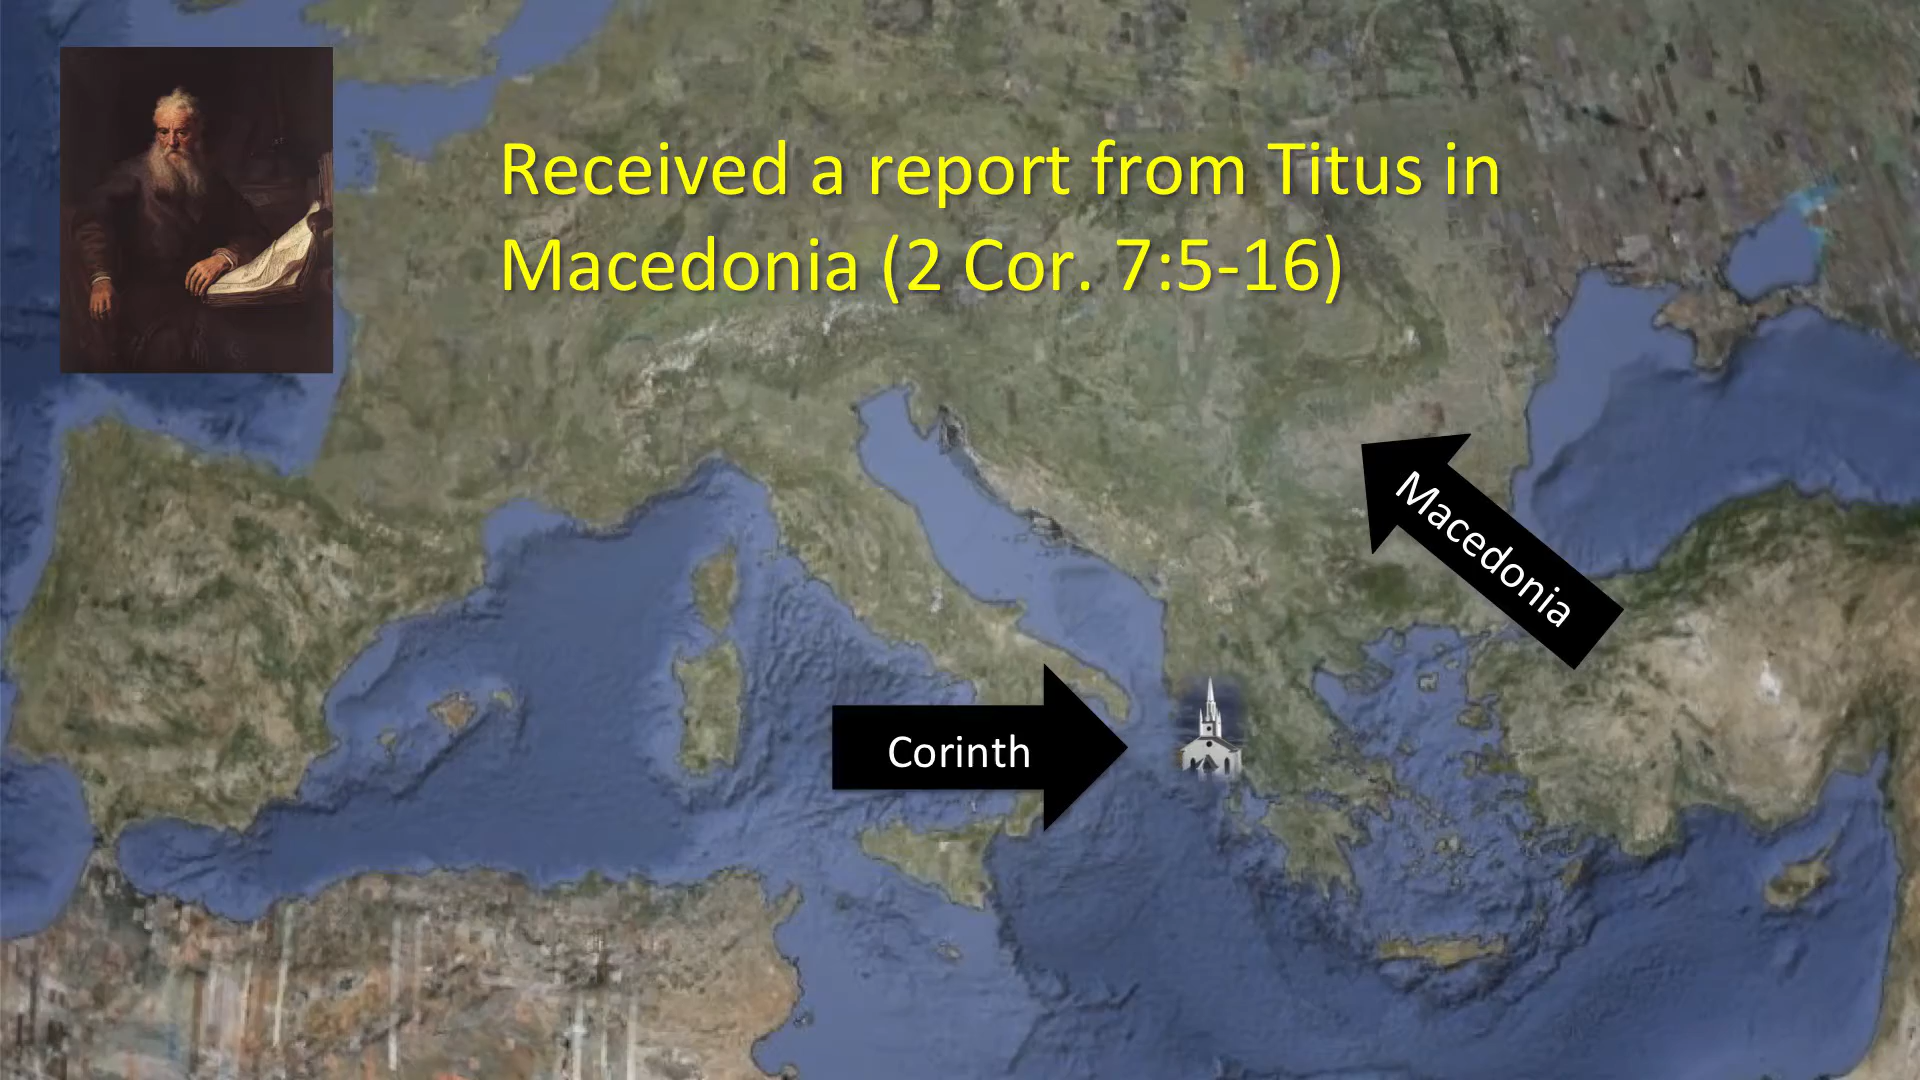 Received a report from Titus in
Macedonia (2 Cor. 7:5-16)
Macedonia
Corinth